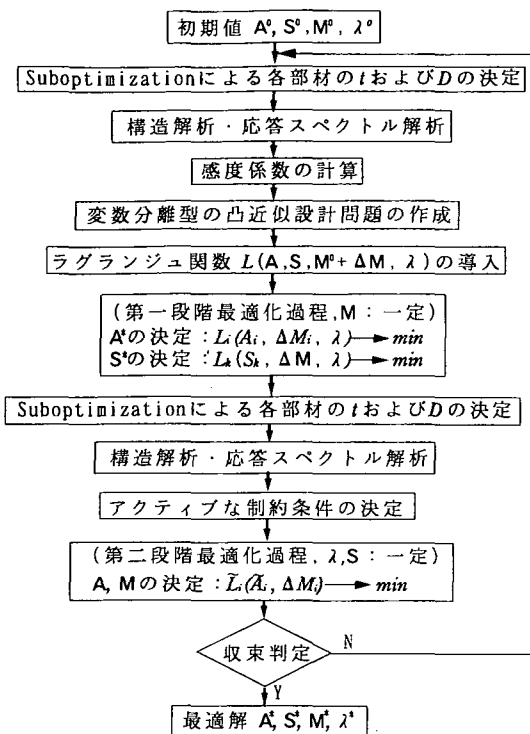 初期値 A⁰, S⁰, M⁰, λ⁰
Suboptimizationによる各部材のtおよびDの決定
構造解析・応答スペクトル解析
感度係数の計算
変数分離型の凸近似設計問題の作成
ラグランジュ関数 L(A,S,M⁰+ΔM, λ)の導入
(第一段階最適化過程,M：一定)
A*の決定：Lᵢ(Aᵢ, ΔMᵢ, λ)→min
S*の決定：Lₖ(Sₖ, ΔM, λ)→min
Suboptimizationによる各部材のtおよびDの決定
構造解析・応答スペクトル解析
アクティブな制約条件の決定
(第二段階最適化過程, λ,S：一定)
A, Mの決定：L̃ᵢ(Ãᵢ, ΔMᵢ)→min
収束判定
N
Y
最適解 A*, S*, M*, λ*